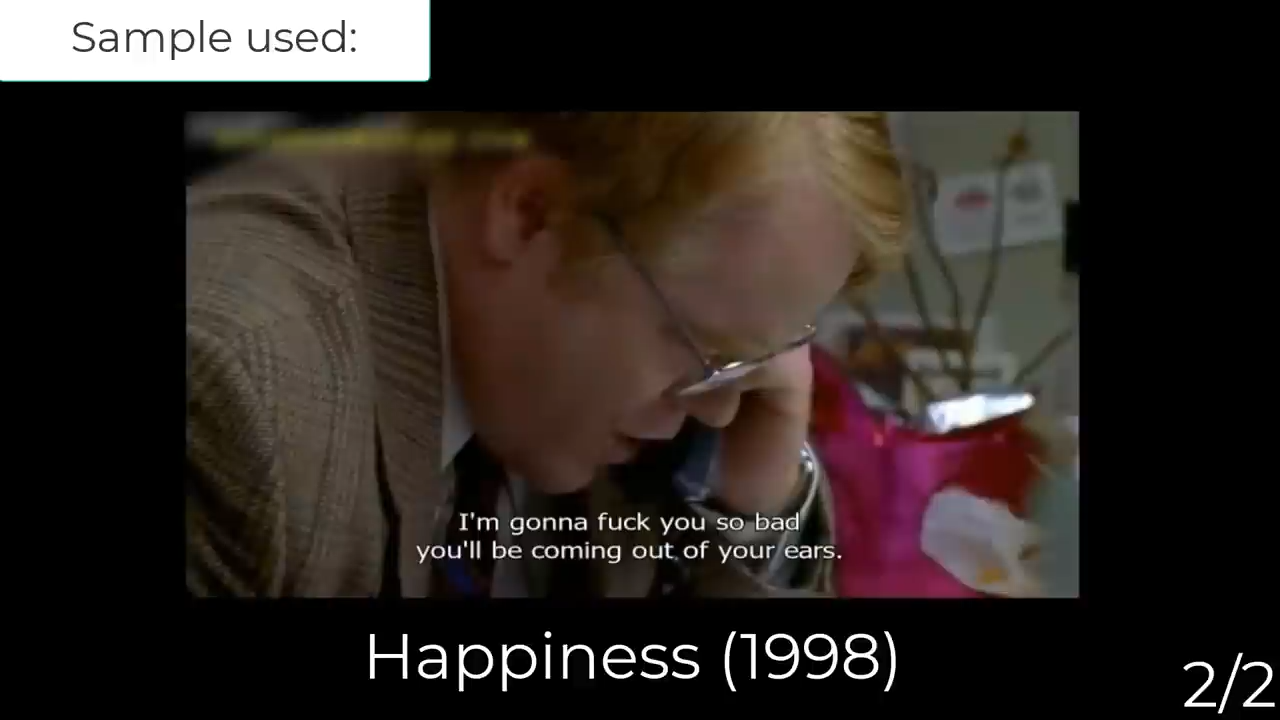 Sample used:
I'm gonna fuck you so bad
you'll be coming out of your ears.
Happiness (1998)
2/2